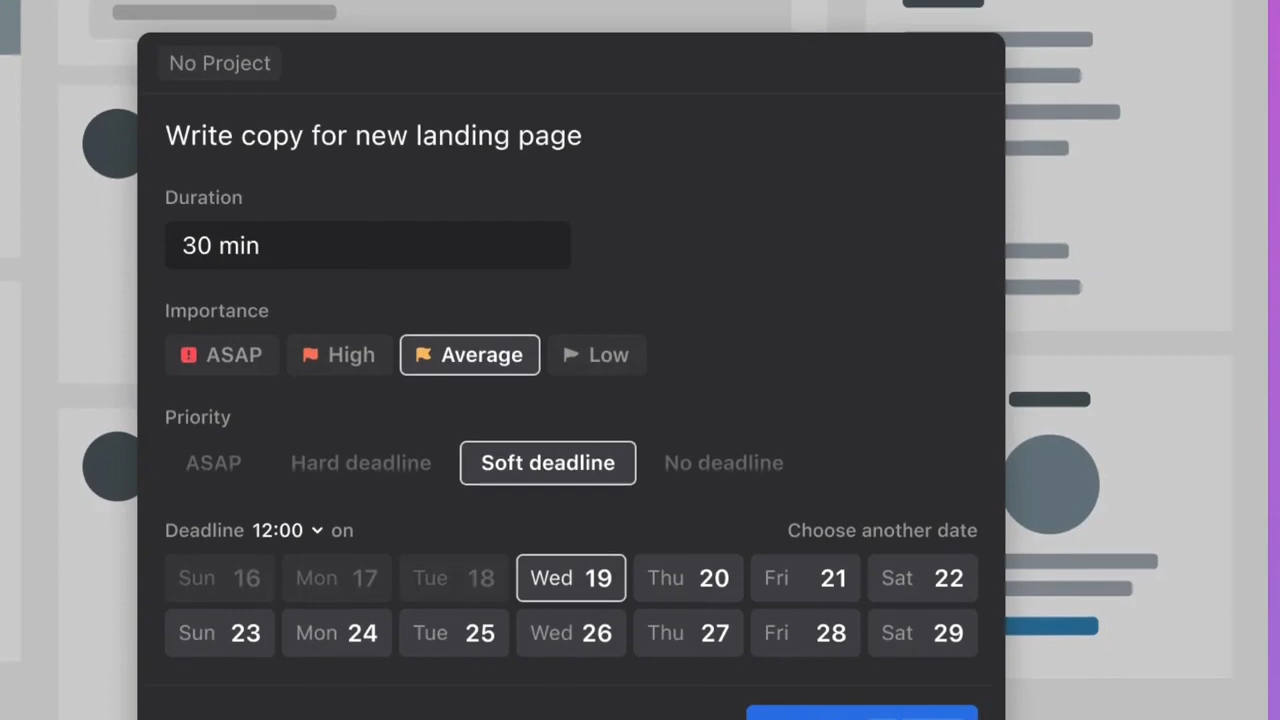 No Project
Write copy for new landing page
Duration
30 min
Importance
ASAP High Average Low
Priority
ASAP Hard deadline Soft deadline No deadline
Deadline 12:00 on Choose another date
Sun 16 Mon 17 Tue 18 Wed 19 Thu 20 Fri 21 Sat 22
Sun 23 Mon 24 Tue 25 Wed 26 Thu 27 Fri 28 Sat 29